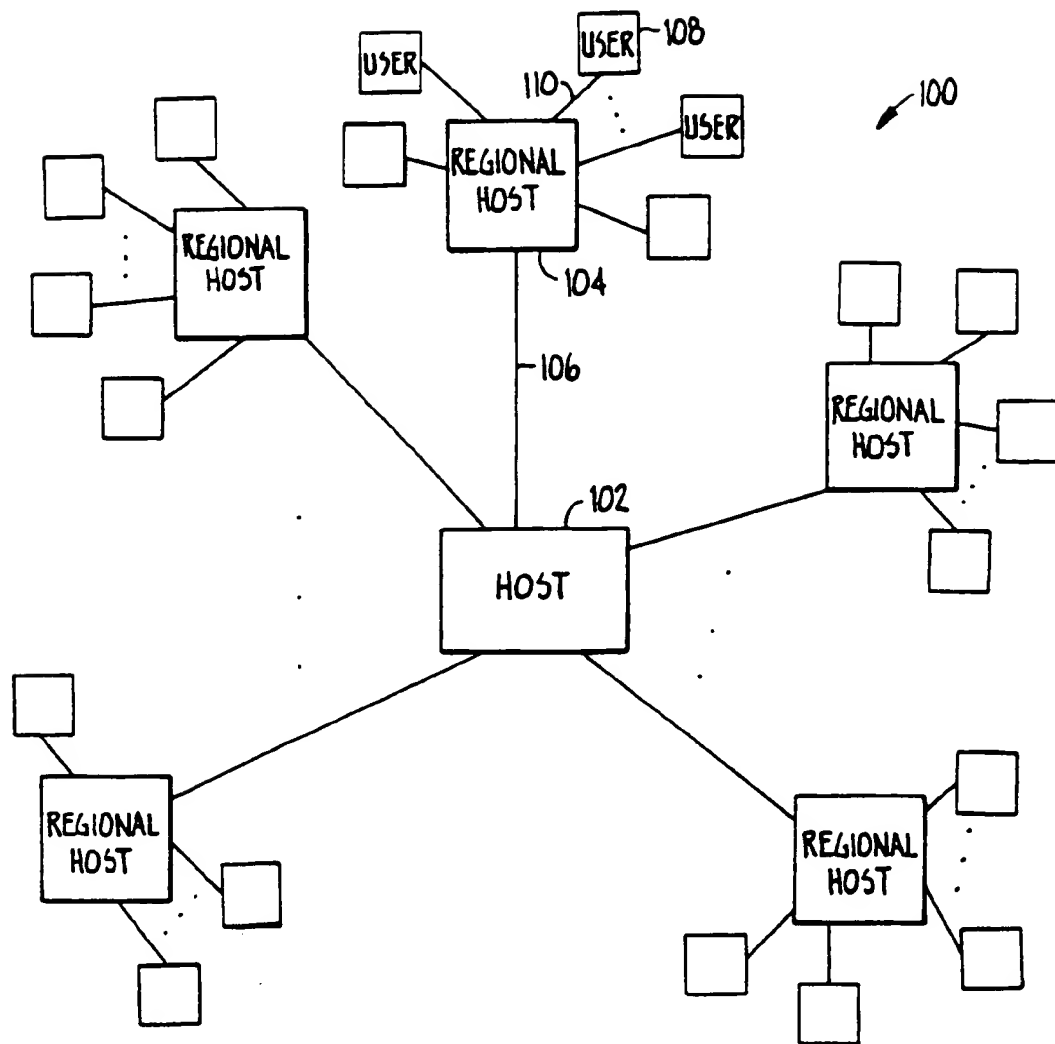 USER
USER
108
110
100
USER
REGIONAL
HOST
REGIONAL
HOST
104
106
REGIONAL
HOST
102
HOST
REGIONAL
HOST
REGIONAL
HOST